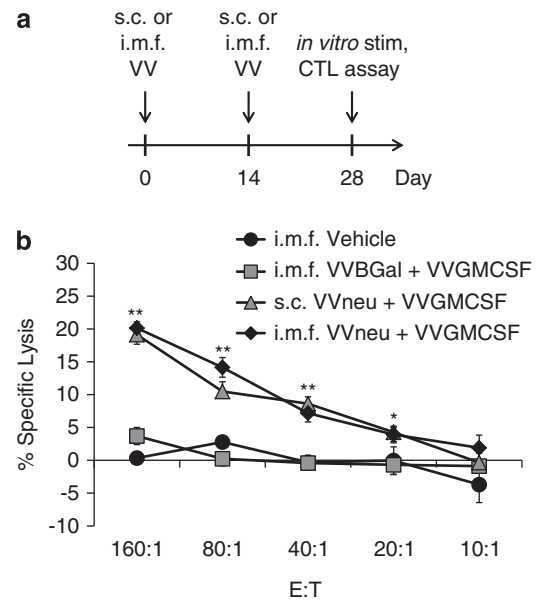 a
s.c. or
i.m.f.
VV
s.c. or
i.m.f.
VV
in vitro stim,
CTL assay
0
14
28
Day
b
i.m.f. Vehicle
i.m.f. VVBGal + VVGMCSF
s.c. VVneu + VVGMCSF
i.m.f. VVneu + VVGMCSF
% Specific Lysis
30
25
20
15
10
5
0
-5
-10
**
**
**
*
160:1
80:1
40:1
20:1
10:1
E:T